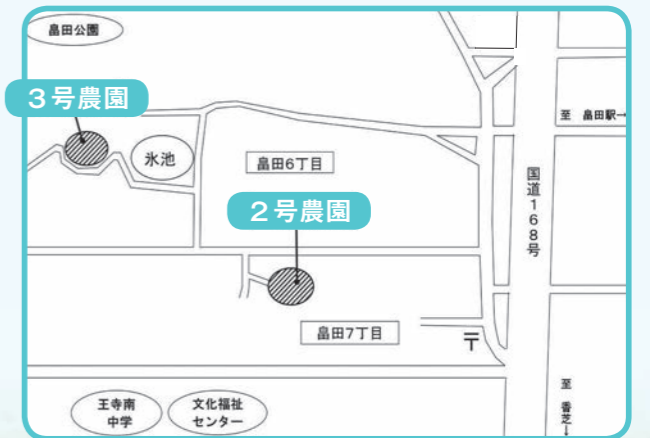 畠田公園
3号農園
至 畠田駅→
氷池
畠田6丁目
国道168号
2号農園
畠田7丁目
〒
王寺南
中学
文化福祉
センター
至 香芝↓